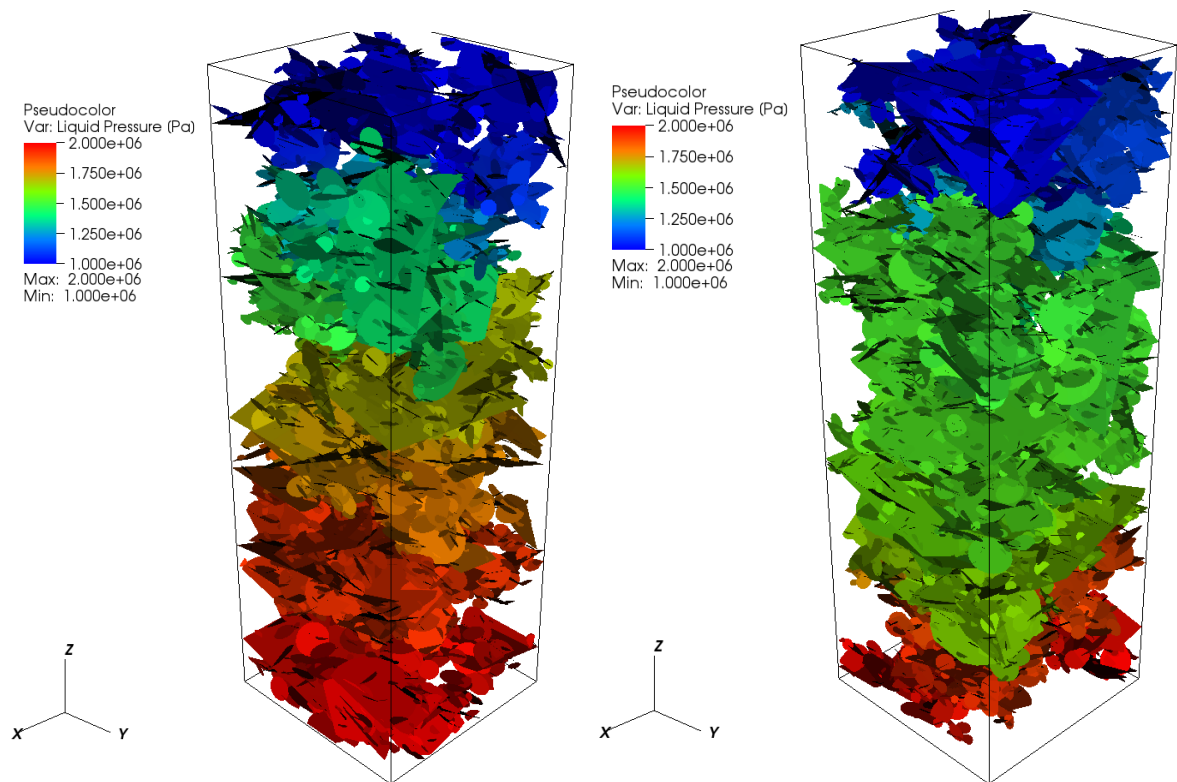 Pseudocolor
Var: Liquid Pressure (Pa)
2.000e+06
1.750e+06
1.500e+06
1.250e+06
1.000e+06
Max: 2.000e+06
Min: 1.000e+06
Z
X
Y
Pseudocolor
Var: Liquid Pressure (Pa)
2.000e+06
1.750e+06
1.500e+06
1.250e+06
1.000e+06
Max: 2.000e+06
Min: 1.000e+06
Z
X
Y